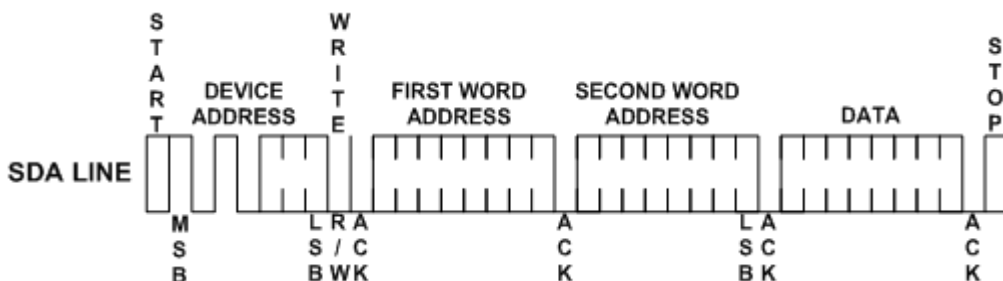 START
WRITE
STOP
DEVICE
ADDRESS
FIRST WORD
ADDRESS
SECOND WORD
ADDRESS
DATA
SDA LINE
MSB
LSB
R/W
ACK
ACK
LSB
ACK
ACK